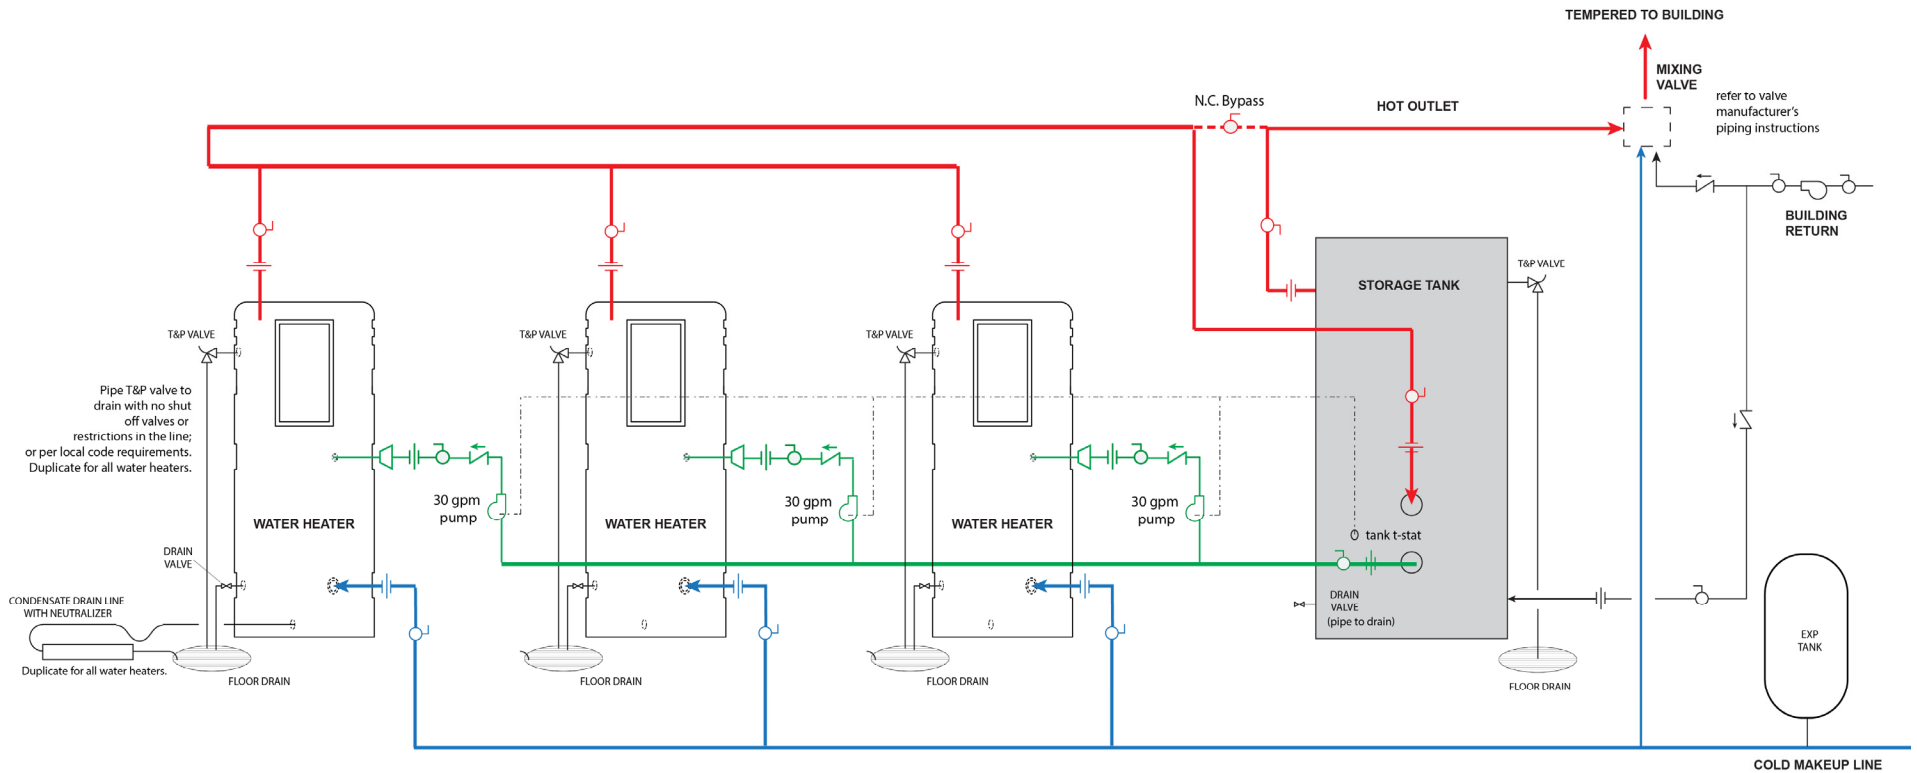 TEMPERED TO BUILDING
MIXING
VALVE
refer to valve
manufacturer's
piping instructions
N.C. Bypass
HOT OUTLET
BUILDING
RETURN
T&P VALVE
STORAGE TANK
T&P VALVE
T&P VALVE
T&P VALVE
Pipe T&P valve to
drain with no shut
off valves or
restrictions in the line;
or per local code requirements.
Duplicate for all water heaters.
30 gpm
pump
30 gpm
pump
30 gpm
pump
WATER HEATER
WATER HEATER
WATER HEATER
tank t-stat
DRAIN
VALVE
CONDENSATE DRAIN LINE
WITH NEUTRALIZER
Duplicate for all water heaters.
DRAIN
VALVE
(pipe to drain)
FLOOR DRAIN
FLOOR DRAIN
FLOOR DRAIN
FLOOR DRAIN
EXP
TANK
COLD MAKEUP LINE